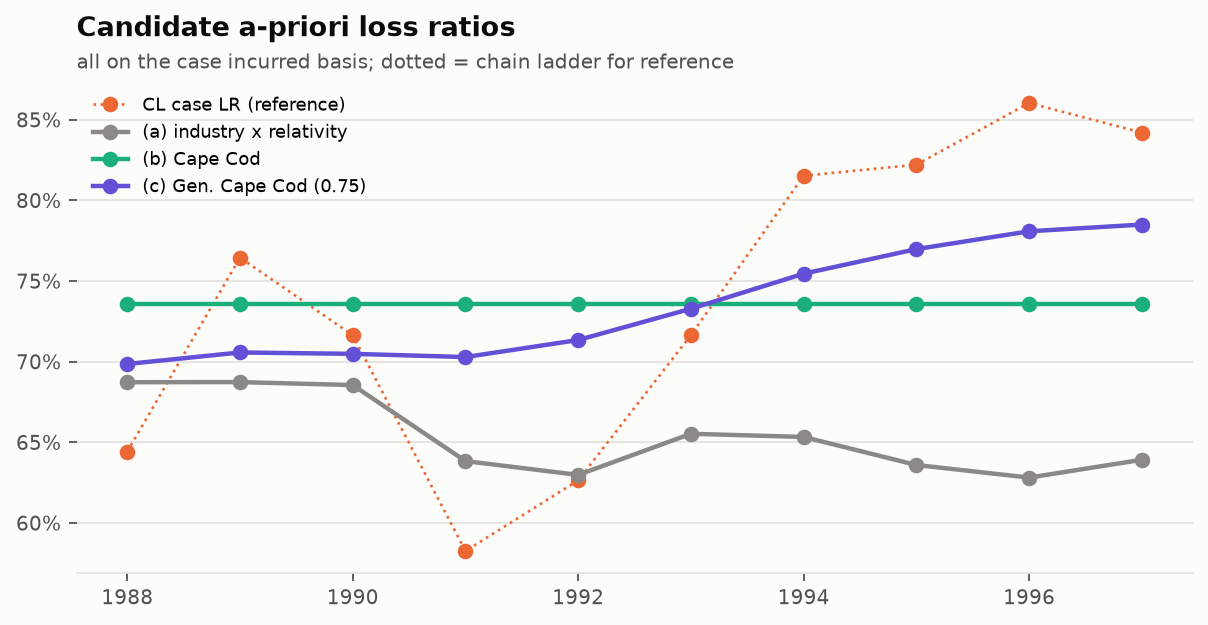 Candidate a-priori loss ratios
all on the case incurred basis; dotted = chain ladder for reference
CL case LR (reference)
(a) industry x relativity
(b) Cape Cod
(c) Gen. Cape Cod (0.75)
85%
80%
75%
70%
65%
60%
1988
1990
1992
1994
1996